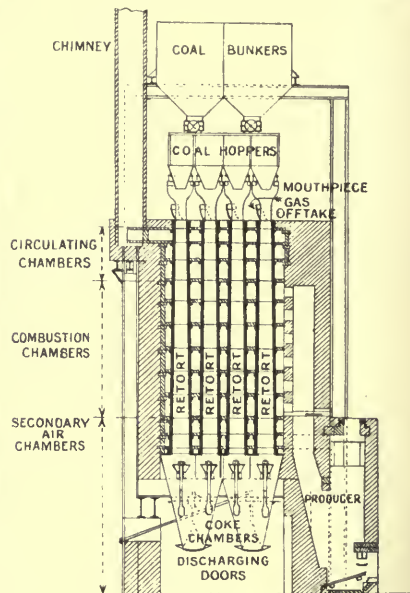 CHIMNEY
COAL BUNKERS
COAL HOPPERS
MOUTHPIECE
GAS
OFFTAKE
CIRCULATING
CHAMBERS
COMBUSTION
CHAMBERS
RETORT
RETORT
RETORT
RETORT
SECONDARY
AIR
CHAMBERS
PRODUCER
COKE
CHAMBERS
DISCHARGING
DOORS